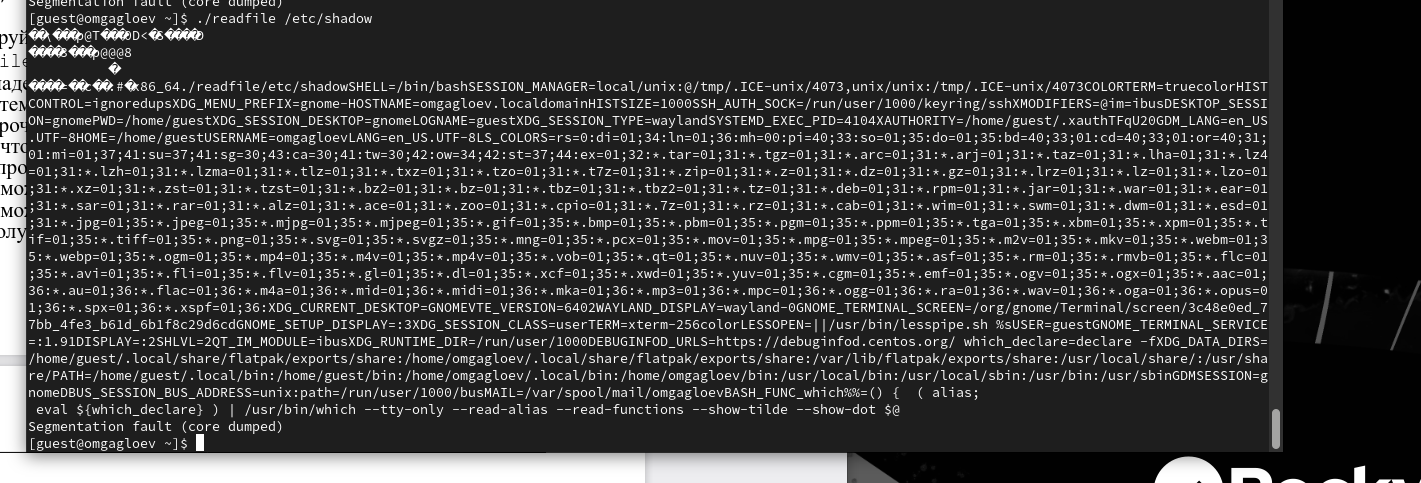 Segmentation fault (core dumped)
[guest@omgagloev ~]$ ./readfile /etc/shadow
x86_64./readfile/etc/shadowSHELL=/bin/bashSESSION_MANAGER=local/unix:@/tmp/.ICE-unix/4073,unix/unix:/tmp/.ICE-unix/4073COLORTERM=truecolorHIST
CONTROL=ignoredupsXDG_MENU_PREFIX=gnome-HOSTNAME=omgagloev.localdomainHISTSIZE=1000SSH_AUTH_SOCK=/run/user/1000/keyring/sshXMODIFIERS=@im=ibusDESKTOP_SESSI
ON=gnomePWD=/home/guestXDG_SESSION_DESKTOP=gnomeLOGNAME=guestXDG_SESSION_TYPE=waylandSYSTEMD_EXEC_PID=4104XAUTHORITY=/home/guest/.xauthTFqU20GDM_LANG=en_US
.UTF-8HOME=/home/guestUSERNAME=omgagloevLANG=en_US.UTF-8LS_COLORS=rs=0:di=01;34:ln=01;36:mh=00:pi=40;33:so=01;35:do=01;35:bd=40;33;01:cd=40;33;01:or=40;31;
01:mi=01;37;41:su=37;41:sg=30;43:ca=30;41:tw=30;42:ow=34;42:st=37;44:ex=01;32:*.tar=01;31:*.tgz=01;31:*.arc=01;31:*.arj=01;31:*.taz=01;31:*.lha=01;31:*.lz4
=01;31:*.lzh=01;31:*.lzma=01;31:*.tlz=01;31:*.txz=01;31:*.tzo=01;31:*.t7z=01;31:*.zip=01;31:*.z=01;31:*.dz=01;31:*.gz=01;31:*.lrz=01;31:*.lz=01;31:*.lzo=01
;31:*.xz=01;31:*.zst=01;31:*.tzst=01;31:*.bz2=01;31:*.bz=01;31:*.tbz=01;31:*.tbz2=01;31:*.tz=01;31:*.deb=01;31:*.rpm=01;31:*.jar=01;31:*.war=01;31:*.ear=01
;31:*.sar=01;31:*.rar=01;31:*.alz=01;31:*.ace=01;31:*.zoo=01;31:*.cpio=01;31:*.7z=01;31:*.rz=01;31:*.cab=01;31:*.wim=01;31:*.swm=01;31:*.dwm=01;31:*.esd=01
;31:*.jpg=01;35:*.jpeg=01;35:*.mjpg=01;35:*.mjpeg=01;35:*.gif=01;35:*.bmp=01;35:*.pbm=01;35:*.pgm=01;35:*.ppm=01;35:*.tga=01;35:*.xbm=01;35:*.xpm=01;35:*.t
if=01;35:*.tiff=01;35:*.png=01;35:*.svg=01;35:*.svgz=01;35:*.mng=01;35:*.pcx=01;35:*.mov=01;35:*.mpg=01;35:*.mpeg=01;35:*.m2v=01;35:*.mkv=01;35:*.webm=01;3
5:*.webp=01;35:*.ogm=01;35:*.mp4=01;35:*.m4v=01;35:*.mp4v=01;35:*.vob=01;35:*.qt=01;35:*.nuv=01;35:*.wmv=01;35:*.asf=01;35:*.rm=01;35:*.rmvb=01;35:*.flc=01
;35:*.avi=01;35:*.fli=01;35:*.flv=01;35:*.gl=01;35:*.dl=01;35:*.xcf=01;35:*.xwd=01;35:*.yuv=01;35:*.cgm=01;35:*.emf=01;35:*.ogv=01;35:*.ogx=01;35:*.aac=01;
36:*.au=01;36:*.flac=01;36:*.m4a=01;36:*.mid=01;36:*.midi=01;36:*.mka=01;36:*.mp3=01;36:*.mpc=01;36:*.ogg=01;36:*.ra=01;36:*.wav=01;36:*.oga=01;36:*.opus=0
1;36:*.spx=01;36:*.xspf=01;36:XDG_CURRENT_DESKTOP=GNOMEVTE_VERSION=6402WAYLAND_DISPLAY=wayland-0GNOME_TERMINAL_SCREEN=/org/gnome/Terminal/screen/3c48e0ed_7
7bb_4fe3_b61d_6b1f8c29d6cdGNOME_SETUP_DISPLAY=:3XDG_SESSION_CLASS=userTERM=xterm-256colorLESSOPEN=||/usr/bin/lesspipe.sh %sUSER=guestGNOME_TERMINAL_SERVICE
=:1.91DISPLAY=:2SHLVL=2QT_IM_MODULE=ibusXDG_RUNTIME_DIR=/run/user/1000DEBUGINFOD_URLS=https://debuginfod.centos.org/ which_declare=declare -fXDG_DATA_DIRS=
/home/guest/.local/share/flatpak/exports/share:/home/omgagloev/.local/share/flatpak/exports/share:/var/lib/flatpak/exports/share:/usr/local/share/:/usr/sha
re/PATH=/home/guest/.local/bin:/home/guest/bin:/home/omgagloev/.local/bin:/home/omgagloev/bin:/usr/local/bin:/usr/local/sbin:/usr/bin:/usr/sbinGDMSESSION=g
nomeDBUS_SESSION_BUS_ADDRESS=unix:path=/run/user/1000/busMAIL=/var/spool/mail/omgagloevBASH_FUNC_which%%=() {  ( alias;
 eval ${which_declare} ) | /usr/bin/which --tty-only --read-alias --read-functions --show-tilde --show-dot $@
Segmentation fault (core dumped)
[guest@omgagloev ~]$